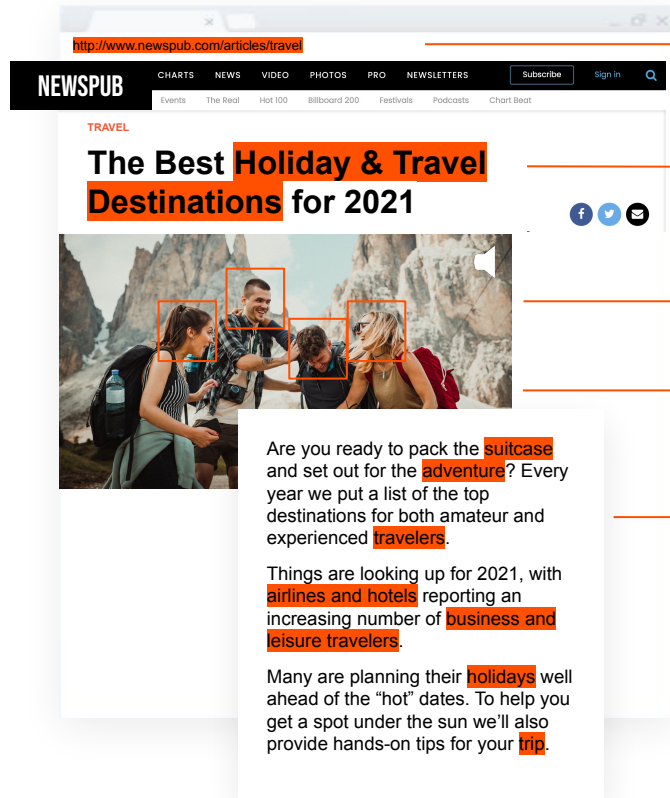 http://www.newspub.com/articles/travel
NEWSPUB
CHARTS NEWS VIDEO PHOTOS PRO NEWSLETTERS Subscribe Sign in
Events The Real Hot 100 Billboard 200 Festivals Podcasts Chart Beat
TRAVEL
The Best Holiday & Travel
Destinations for 2021
Are you ready to pack the suitcase
and set out for the adventure? Every
year we put a list of the top
destinations for both amateur and
experienced travelers.
Things are looking up for 2021, with
airlines and hotels reporting an
increasing number of business and
leisure travelers.
Many are planning their holidays well
ahead of the “hot” dates. To help you
get a spot under the sun we’ll also
provide hands-on tips for your trip.